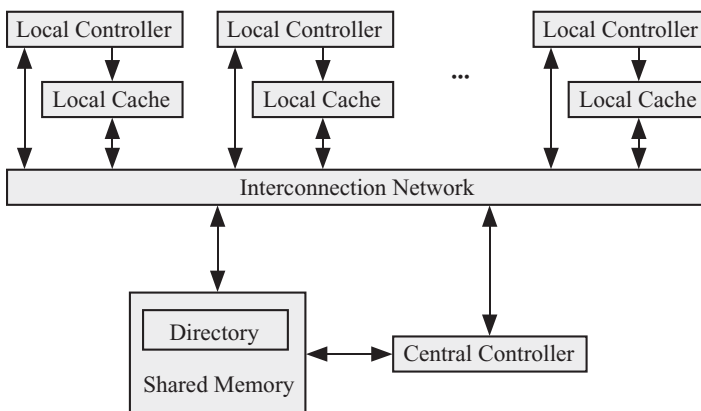 Local Controller
Local Controller
Local Controller
...
Local Cache
Local Cache
Local Cache
Interconnection Network
Directory
Central Controller
Shared Memory